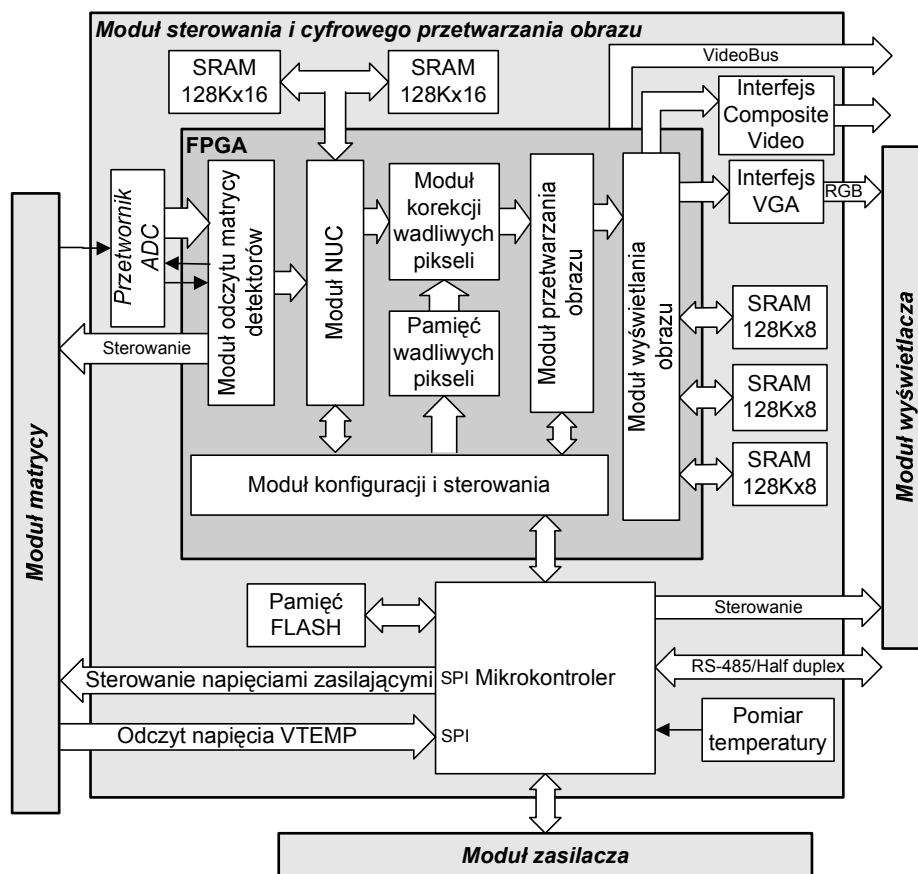 Moduł sterowania i cyfrowego przetwarzania obrazu
VideoBus
SRAM
128Kx16
SRAM
128Kx16
Interfejs
Composite
Video
FPGA
Przetwornik
ADC
Moduł odczytu matrycy
detektorów
Moduł NUC
Moduł
korekcji
wadliwych
pikseli
Moduł przetwarzania
obrazu
Moduł wyświetlania
obrazu
Interfejs
VGA
RGB
Sterowanie
Pamięć
wadliwych
pikseli
SRAM
128Kx8
SRAM
128Kx8
SRAM
128Kx8
Moduł konfiguracji i sterowania
Moduł matrycy
Moduł wyświetlacza
Pamięć
FLASH
Sterowanie
RS-485/Half duplex
Sterowanie napięciami zasilającymi
SPI
Mikrokontroler
Odczyt napięcia VTEMP
SPI
Pomiar
temperatury
Moduł zasilacza